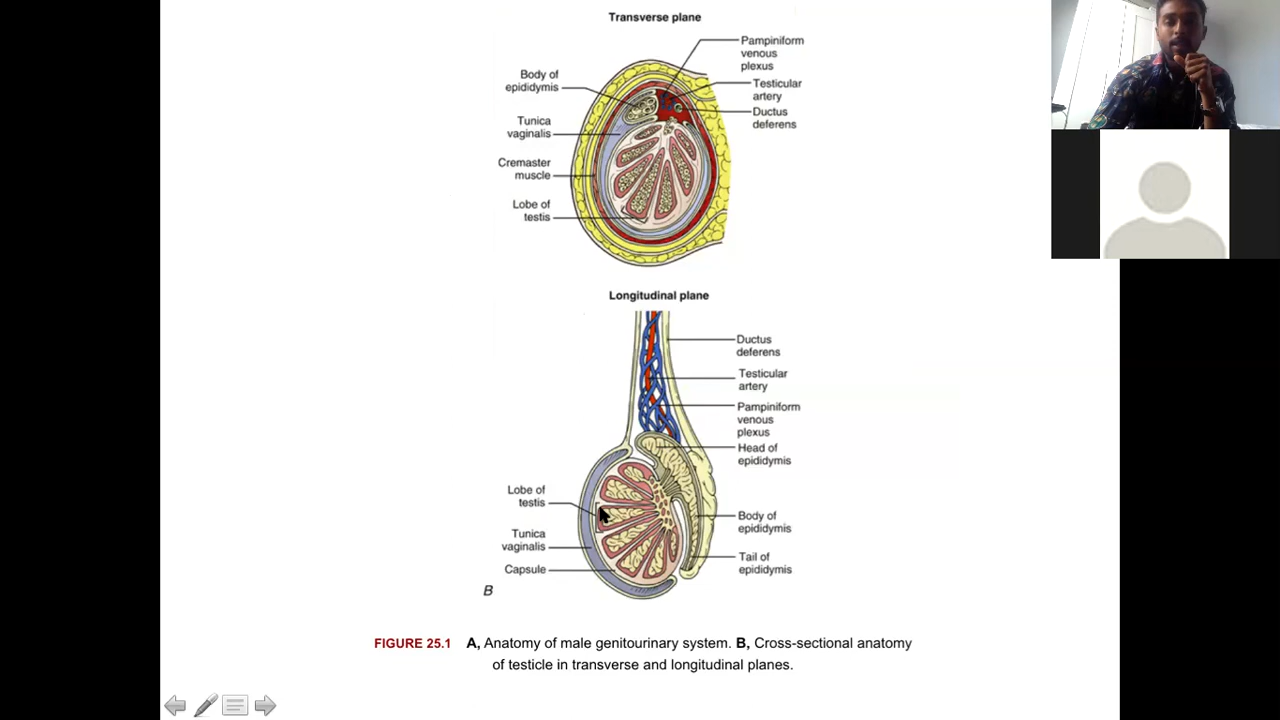 Transverse plane
Pampiniform
venous
plexus
Body of
epididymis
Testicular
artery
Ductus
deferens
Tunica
vaginalis
Cremaster
muscle
Lobe of
testis
Longitudinal plane
Ductus
deferens
Testicular
artery
Pampiniform
venous
plexus
Head of
epididymis
Lobe of
testis
Body of
epididymis
Tunica
vaginalis
Tail of
epididymis
Capsule
B
FIGURE 25.1 A, Anatomy of male genitourinary system. B, Cross-sectional anatomy
of testicle in transverse and longitudinal planes.